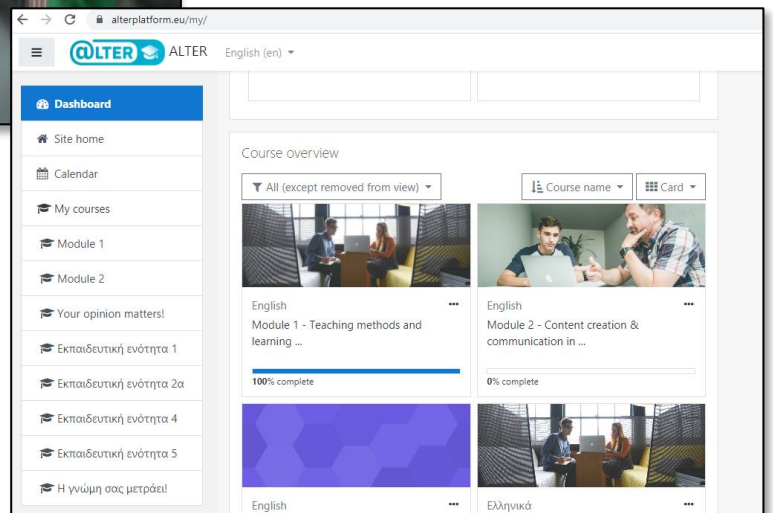 alterplatform.eu/my/
@LTER ALTER English (en)
Dashboard
Site home
Calendar
My courses
Module 1
Module 2
Your opinion matters!
Εκπαιδευτική ενότητα 1
Εκπαιδευτική ενότητα 2α
Εκπαιδευτική ενότητα 4
Εκπαιδευτική ενότητα 5
Η γνώμη σας μετράει!
Course overview
All (except removed from view)
Course name
Card
English
Module 1 - Teaching methods and
learning ...
100% complete
English
Module 2 - Content creation &
communication in ...
0% complete
English
Ελληνικά